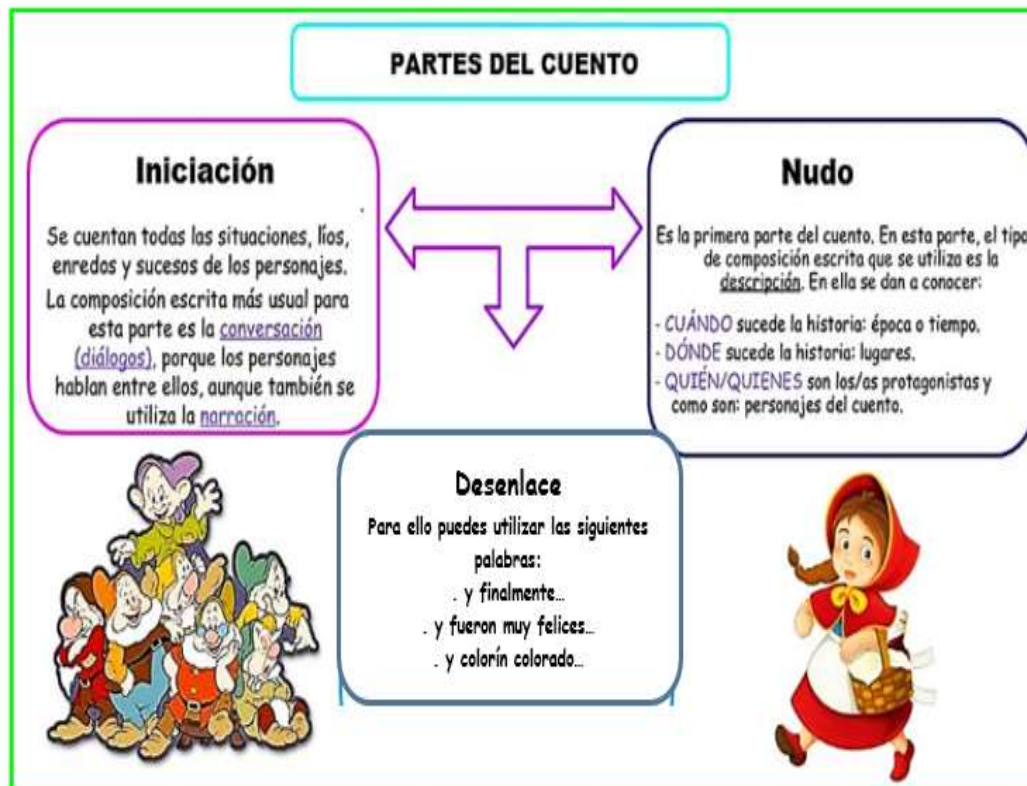 PARTES DEL CUENTO
Iniciación
Se cuentan todas las situaciones, líos,
enredos y sucesos de los personajes.
La composición escrita más usual para
esta parte es la conversación
(diálogos), porque los personajes
hablan entre ellos, aunque también se
utiliza la narración.
Nudo
Es la primera parte del cuento. En esta parte, el tipo
de composición escrita que se utiliza es la
descripción. En ella se dan a conocer:
- CUÁNDO sucede la historia: época o tiempo.
- DÓNDE sucede la historia: lugares.
- QUIÉN/QUIENES son los/as protagonistas y
como son: personajes del cuento.
Desenlace
Para ello puedes utilizar las siguientes
palabras:
. y finalmente...
. y fueron muy felices...
. y colorín colorado...